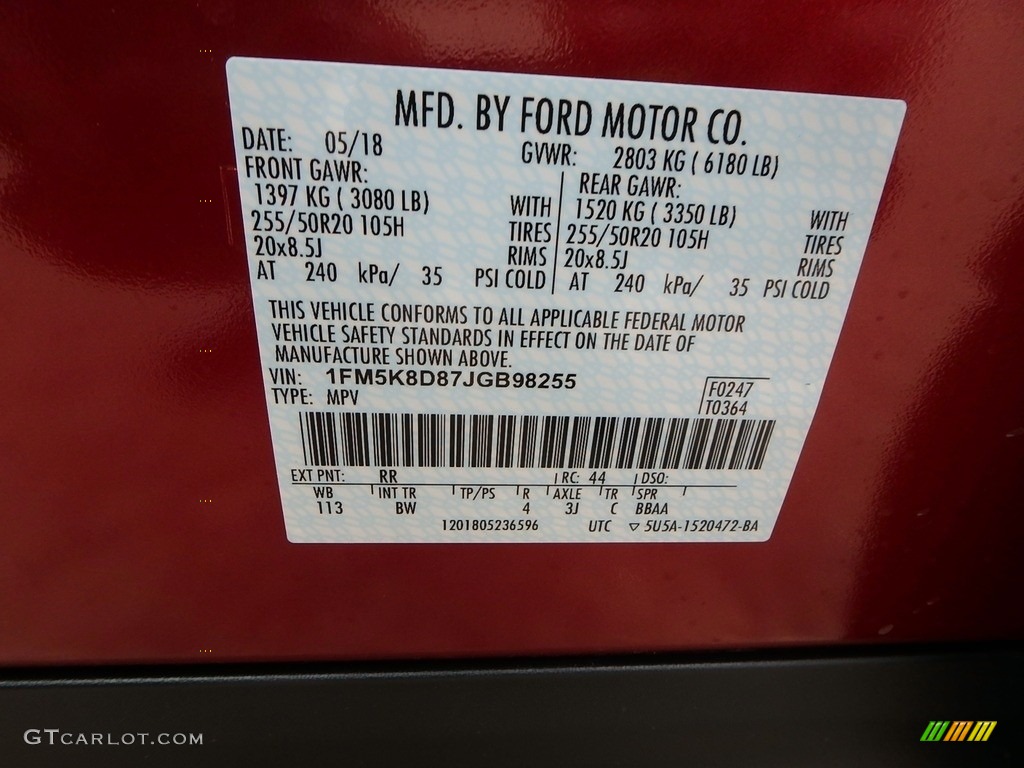 MFD. BY FORD MOTOR CO.
DATE: 05/18 GVWR: 2803 KG ( 6180 LB)
FRONT GAWR: REAR GAWR:
1397 KG ( 3080 LB) WITH 1520 KG ( 3350 LB) WITH
255/50R20 105H TIRES 255/50R20 105H TIRES
20x8.5J RIMS 20x8.5J RIMS
AT 240 kPa/ 35 PSI COLD AT 240 kPa/ 35 PSI COLD
THIS VEHICLE CONFORMS TO ALL APPLICABLE FEDERAL MOTOR
VEHICLE SAFETY STANDARDS IN EFFECT ON THE DATE OF
MANUFACTURE SHOWN ABOVE.
VIN: 1FM5K8D87JGB98255 F0247
TYPE: MPV T0364
EXT PNT: RR RC: 44 DSO:
WB INT TR TP/PS R AXLE TR SPR
113 BW 4 3J C BBAA
1201805236596 UTC ▽ 5U5A-1520472-BA
GTCARLOT.COM